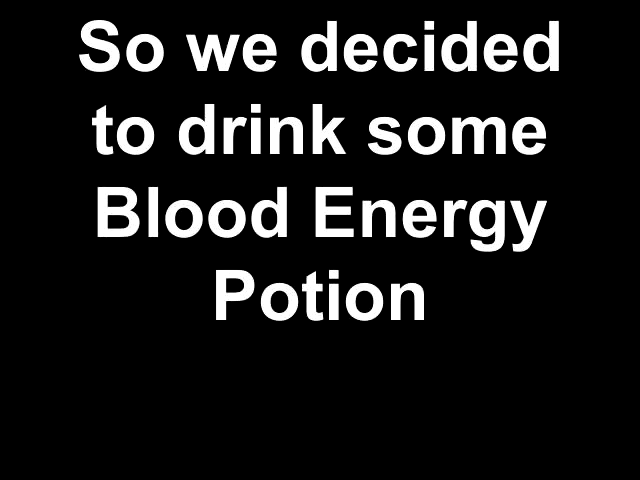 So we decided
to drink some
Blood Energy
Potion